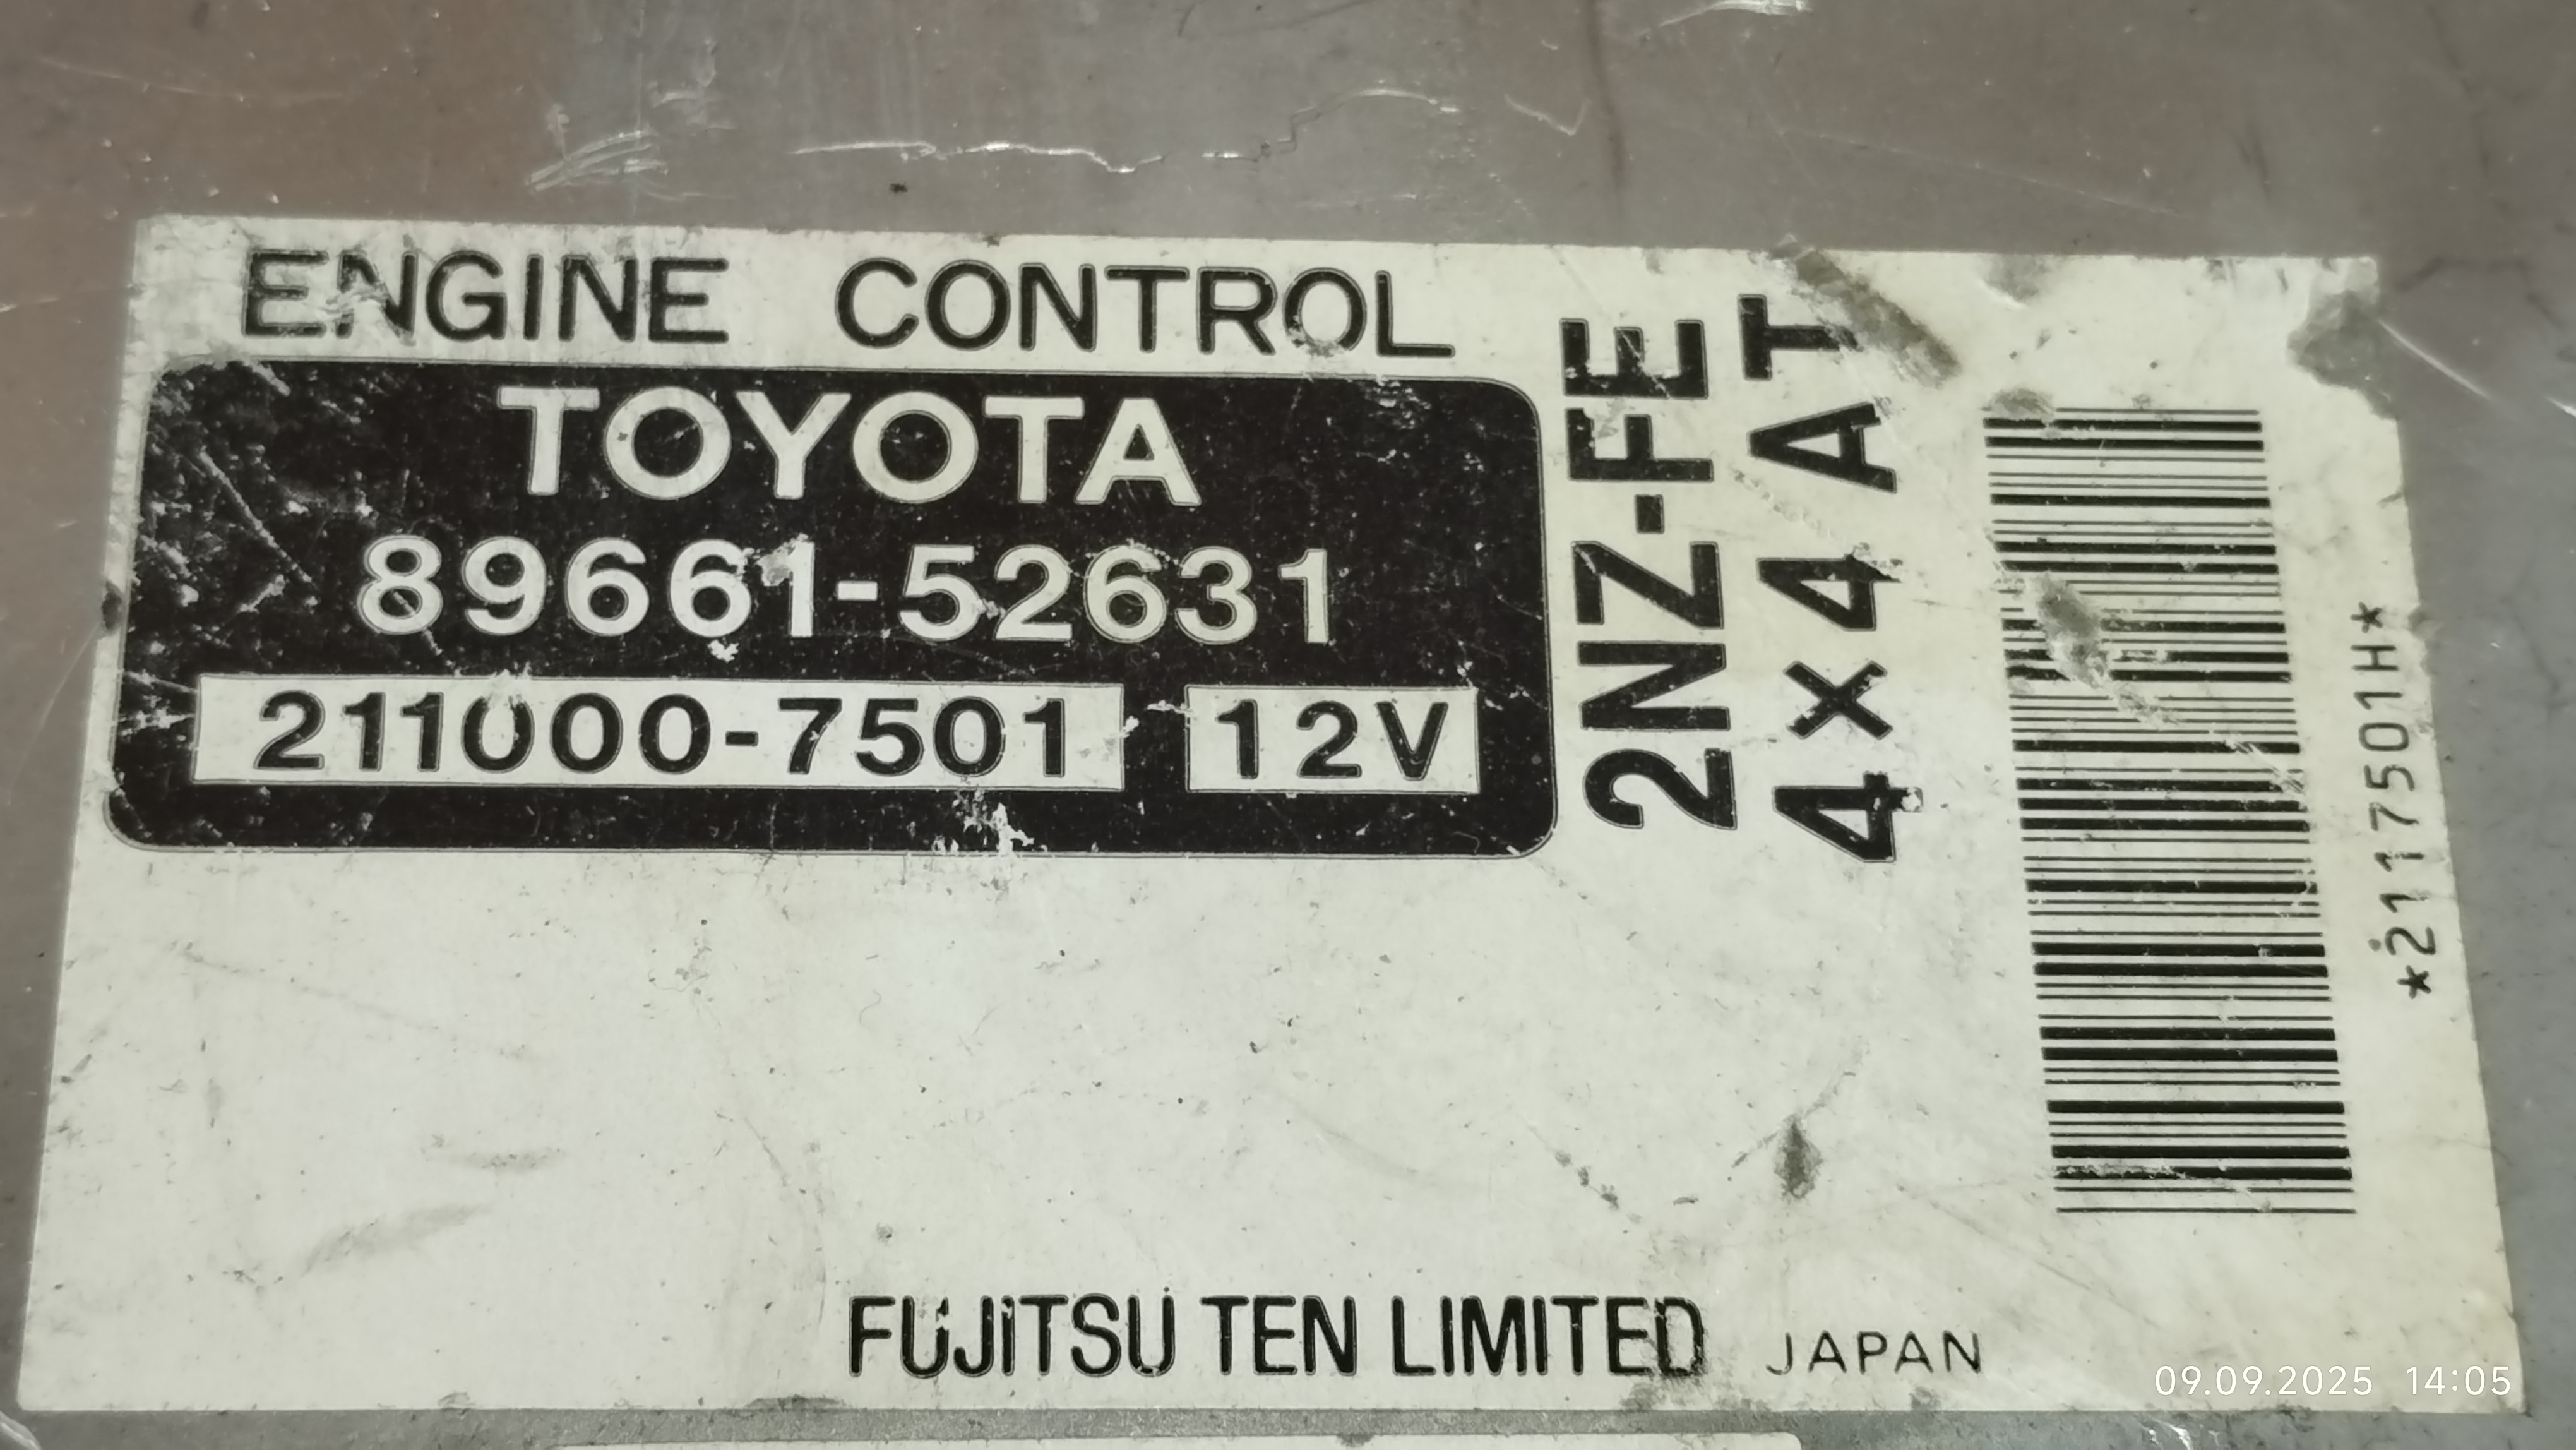 ENGINE CONTROL
TOYOTA
89661-52631
211000-7501 12V
2NZ-FE
4×4 AT
*2117501H*
FUJITSU TEN LIMITED JAPAN
09.09.2025 14:05